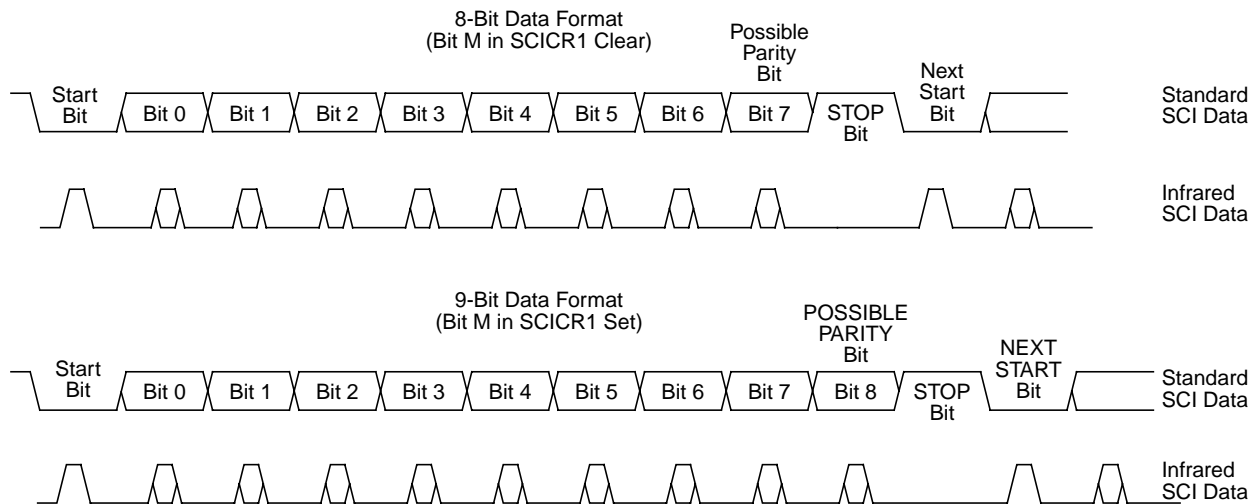 8-Bit Data Format
(Bit M in SCICR1 Clear)
Possible
Parity
Bit
Start
Bit
Bit 0
Bit 1
Bit 2
Bit 3
Bit 4
Bit 5
Bit 6
Bit 7
STOP
Bit
Next
Start
Bit
Standard
SCI Data
Infrared
SCI Data
9-Bit Data Format
(Bit M in SCICR1 Set)
POSSIBLE
PARITY
Bit
Start
Bit
Bit 0
Bit 1
Bit 2
Bit 3
Bit 4
Bit 5
Bit 6
Bit 7
Bit 8
STOP
Bit
NEXT
START
Bit
Standard
SCI Data
Infrared
SCI Data